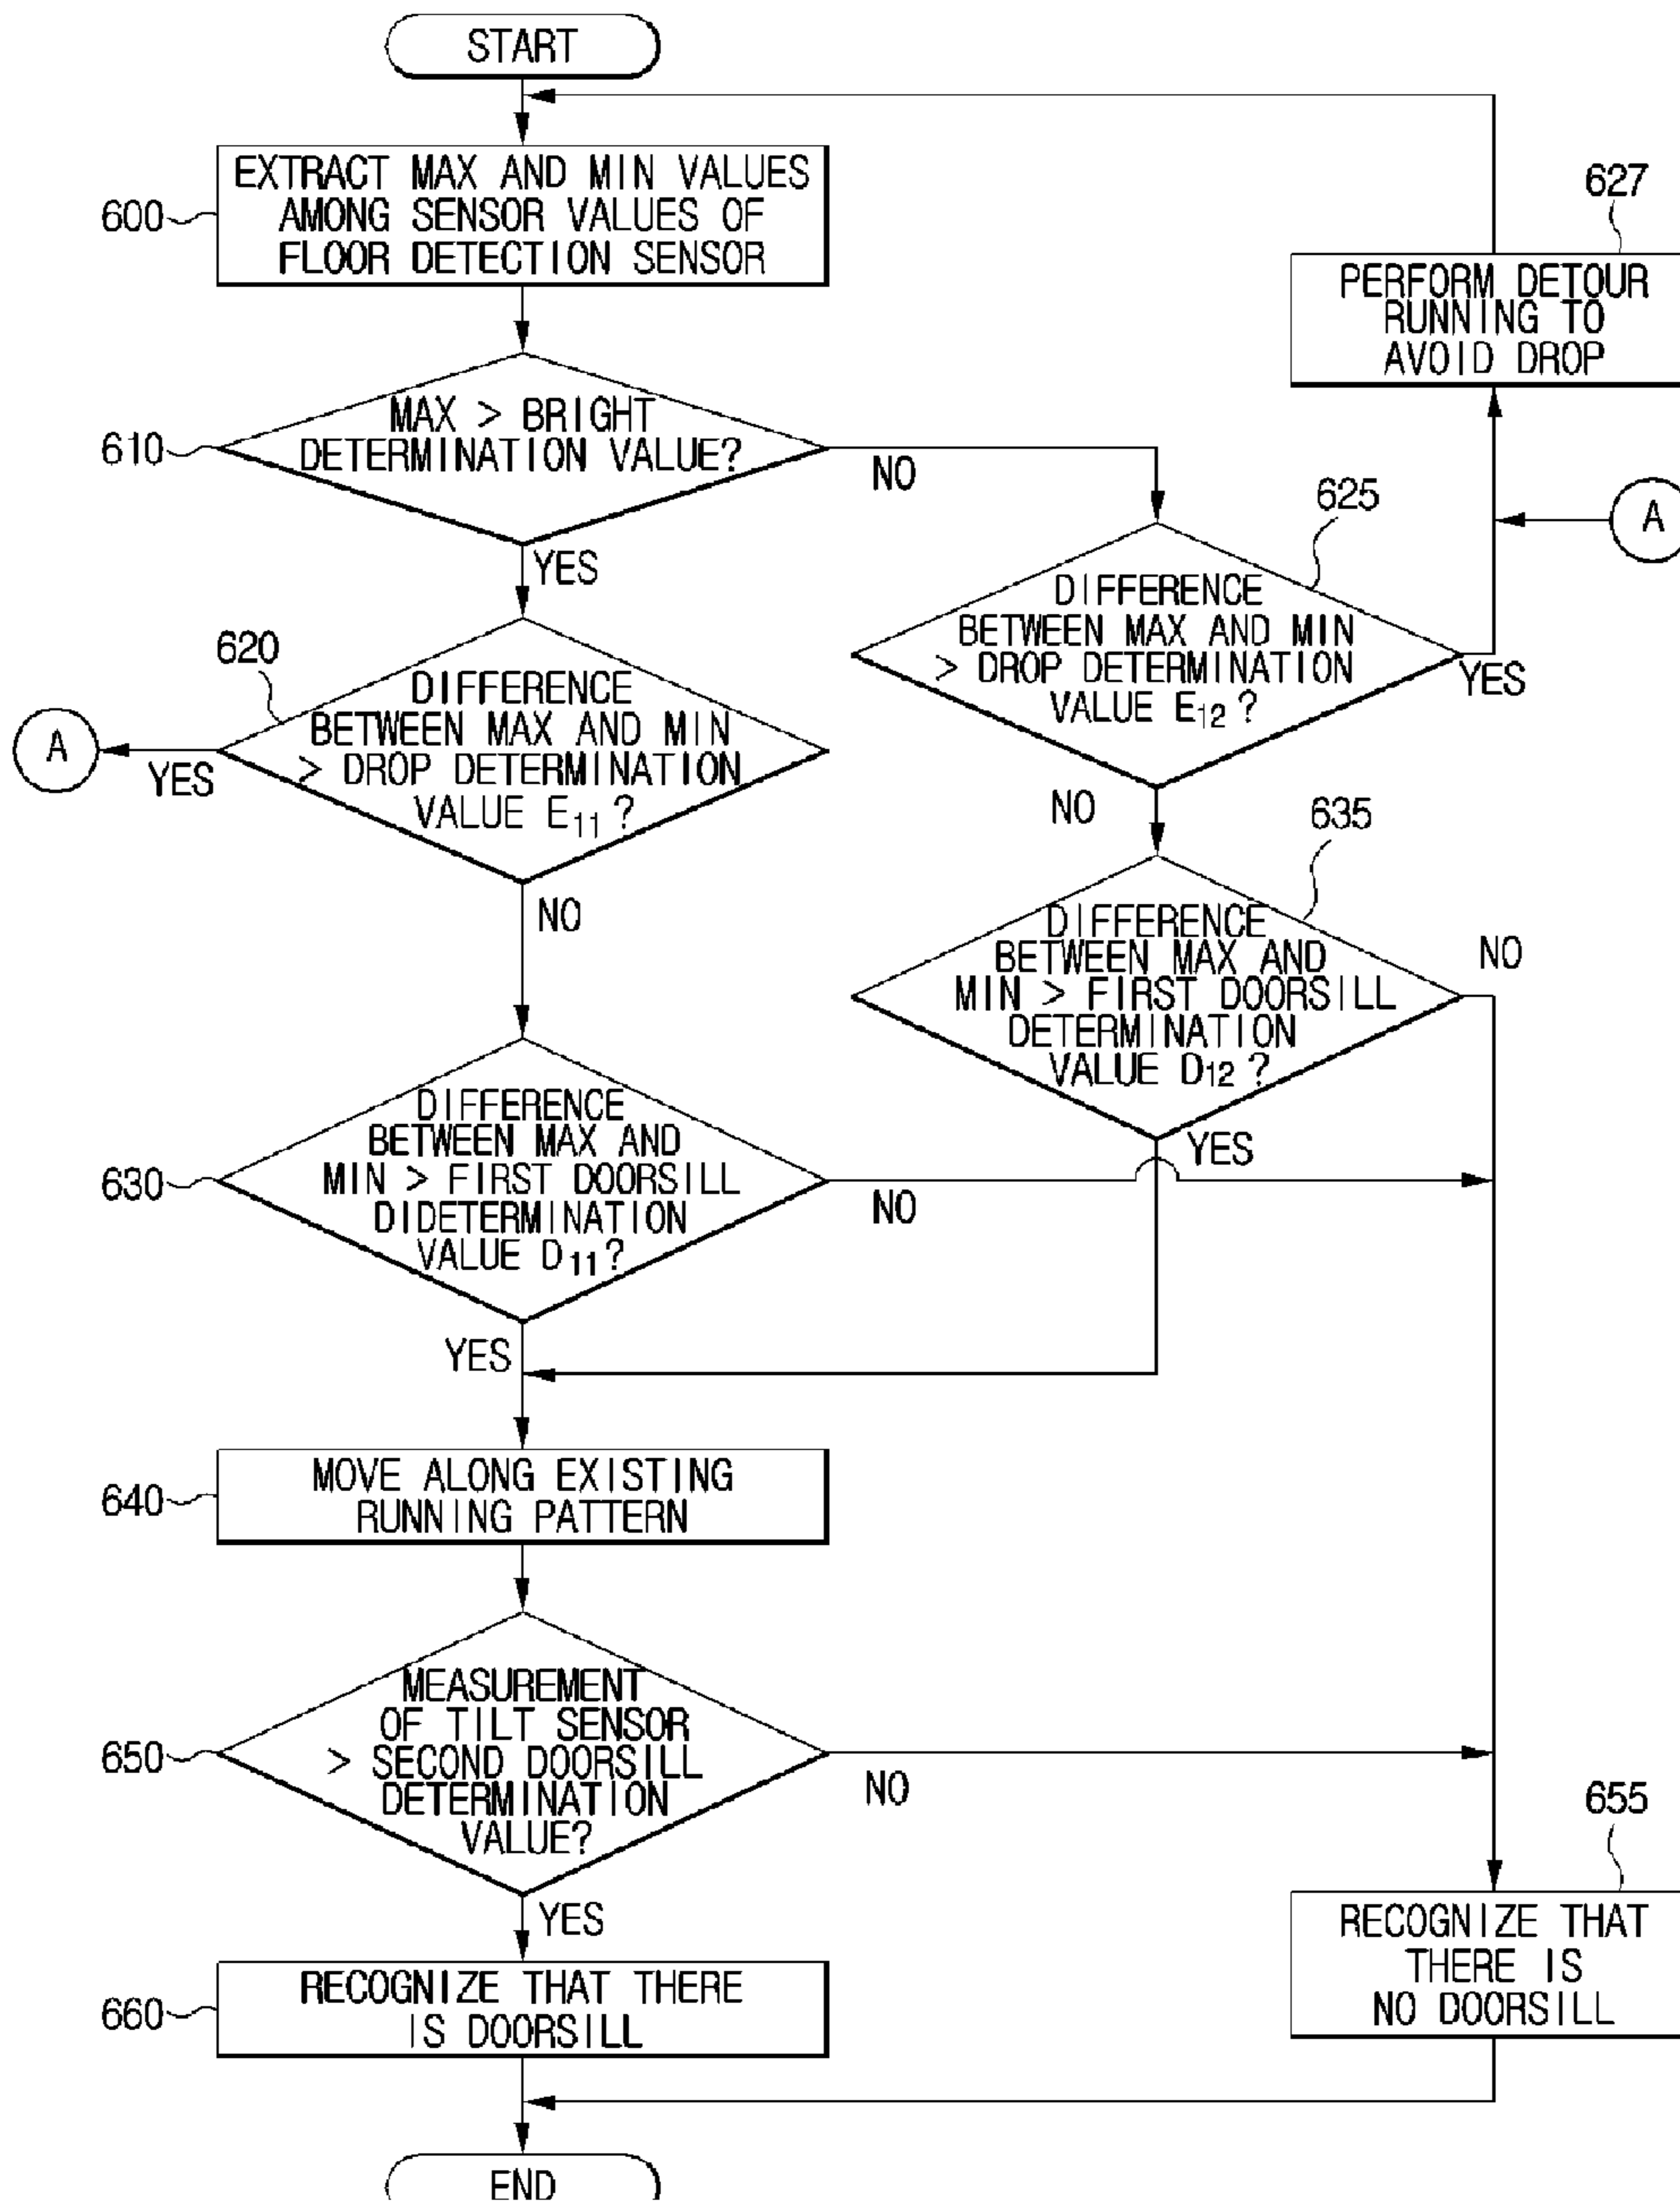 START
EXTRACT MAX AND MIN VALUES
AMONG SENSOR VALUES OF
FLOOR DETECTION SENSOR
600
627
PERFORM DETOUR
RUNNING TO
AVOID DROP
MAX > BRIGHT
DETERMINATION VALUE?
610
NO
YES
625
A
DIFFERENCE
BETWEEN MAX AND MIN
> DROP DETERMINATION
VALUE E12 ?
YES
NO
620
DIFFERENCE
BETWEEN MAX AND MIN
> DROP DETERMINATION
VALUE E11 ?
A
YES
NO
635
DIFFERENCE
BETWEEN MAX AND
MIN > FIRST DOORSILL
DETERMINATION
VALUE D12 ?
NO
YES
DIFFERENCE
BETWEEN MAX AND
MIN > FIRST DOORSILL
DIDETERMINATION
VALUE D11 ?
630
NO
YES
MOVE ALONG EXISTING
RUNNING PATTERN
640
MEASUREMENT
OF TILT SENSOR
> SECOND DOORSILL
DETERMINATION
VALUE?
650
NO
YES
655
RECOGNIZE THAT
THERE IS
NO DOORSILL
RECOGNIZE THAT THERE
IS DOORSILL
660
END